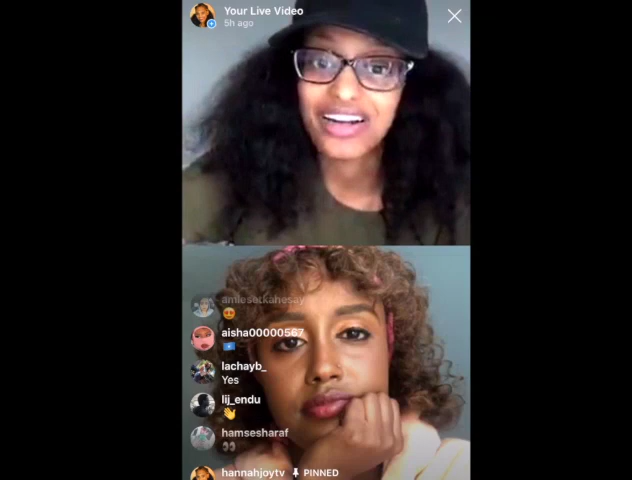 Your Live Video
5h ago
amlesetkahesay
aisha00000567
lachayb_
Yes
lij_endu
hamsesharaf
hannahjoytv PINNED